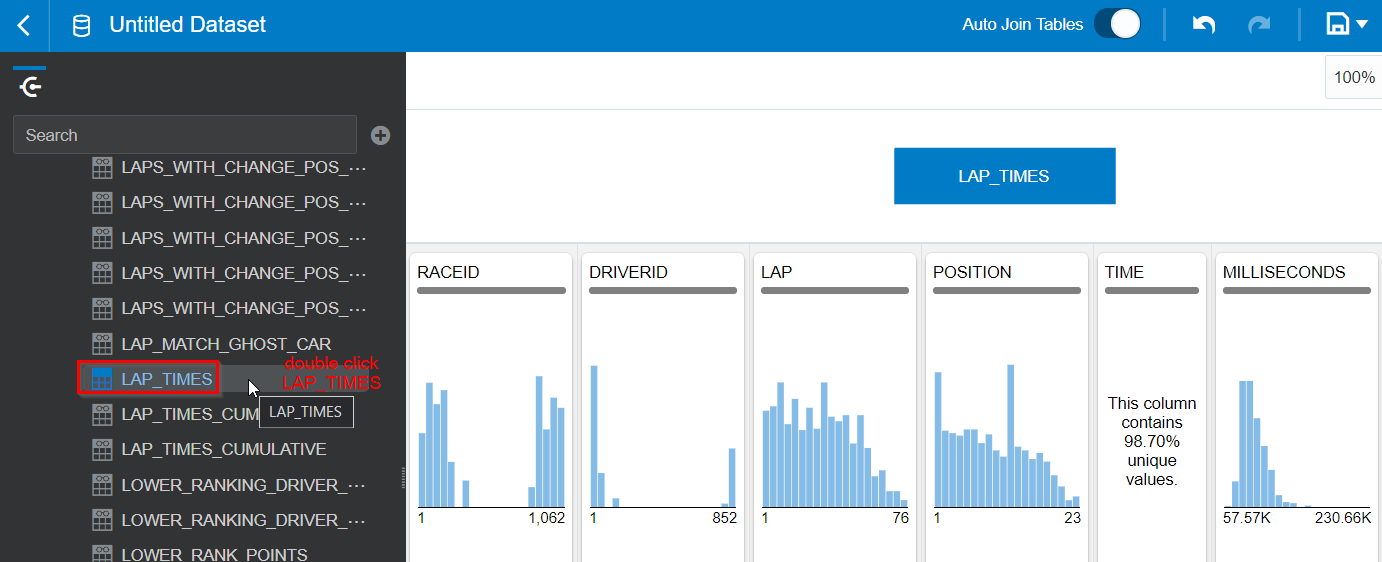 Untitled Dataset
Auto Join Tables
100%
Search
LAPS_WITH_CHANGE_POS_···
LAPS_WITH_CHANGE_POS_···
LAPS_WITH_CHANGE_POS_···
LAPS_WITH_CHANGE_POS_···
LAPS_WITH_CHANGE_POS_···
LAP_MATCH_GHOST_CAR
LAP_TIMES
double click
LAP_TIMES
LAP_TIMES
LAP_TIMES_CUM
LAP_TIMES_CUMULATIVE
LOWER_RANKING_DRIVER_···
LOWER_RANKING_DRIVER_···
LOWER_RANK_POINTS
LAP_TIMES
RACEID
1 1,062
DRIVERID
1 852
LAP
1 76
POSITION
1 23
TIME
This column
contains
98.70%
unique
values.
MILLISECONDS
57.57K 230.66K